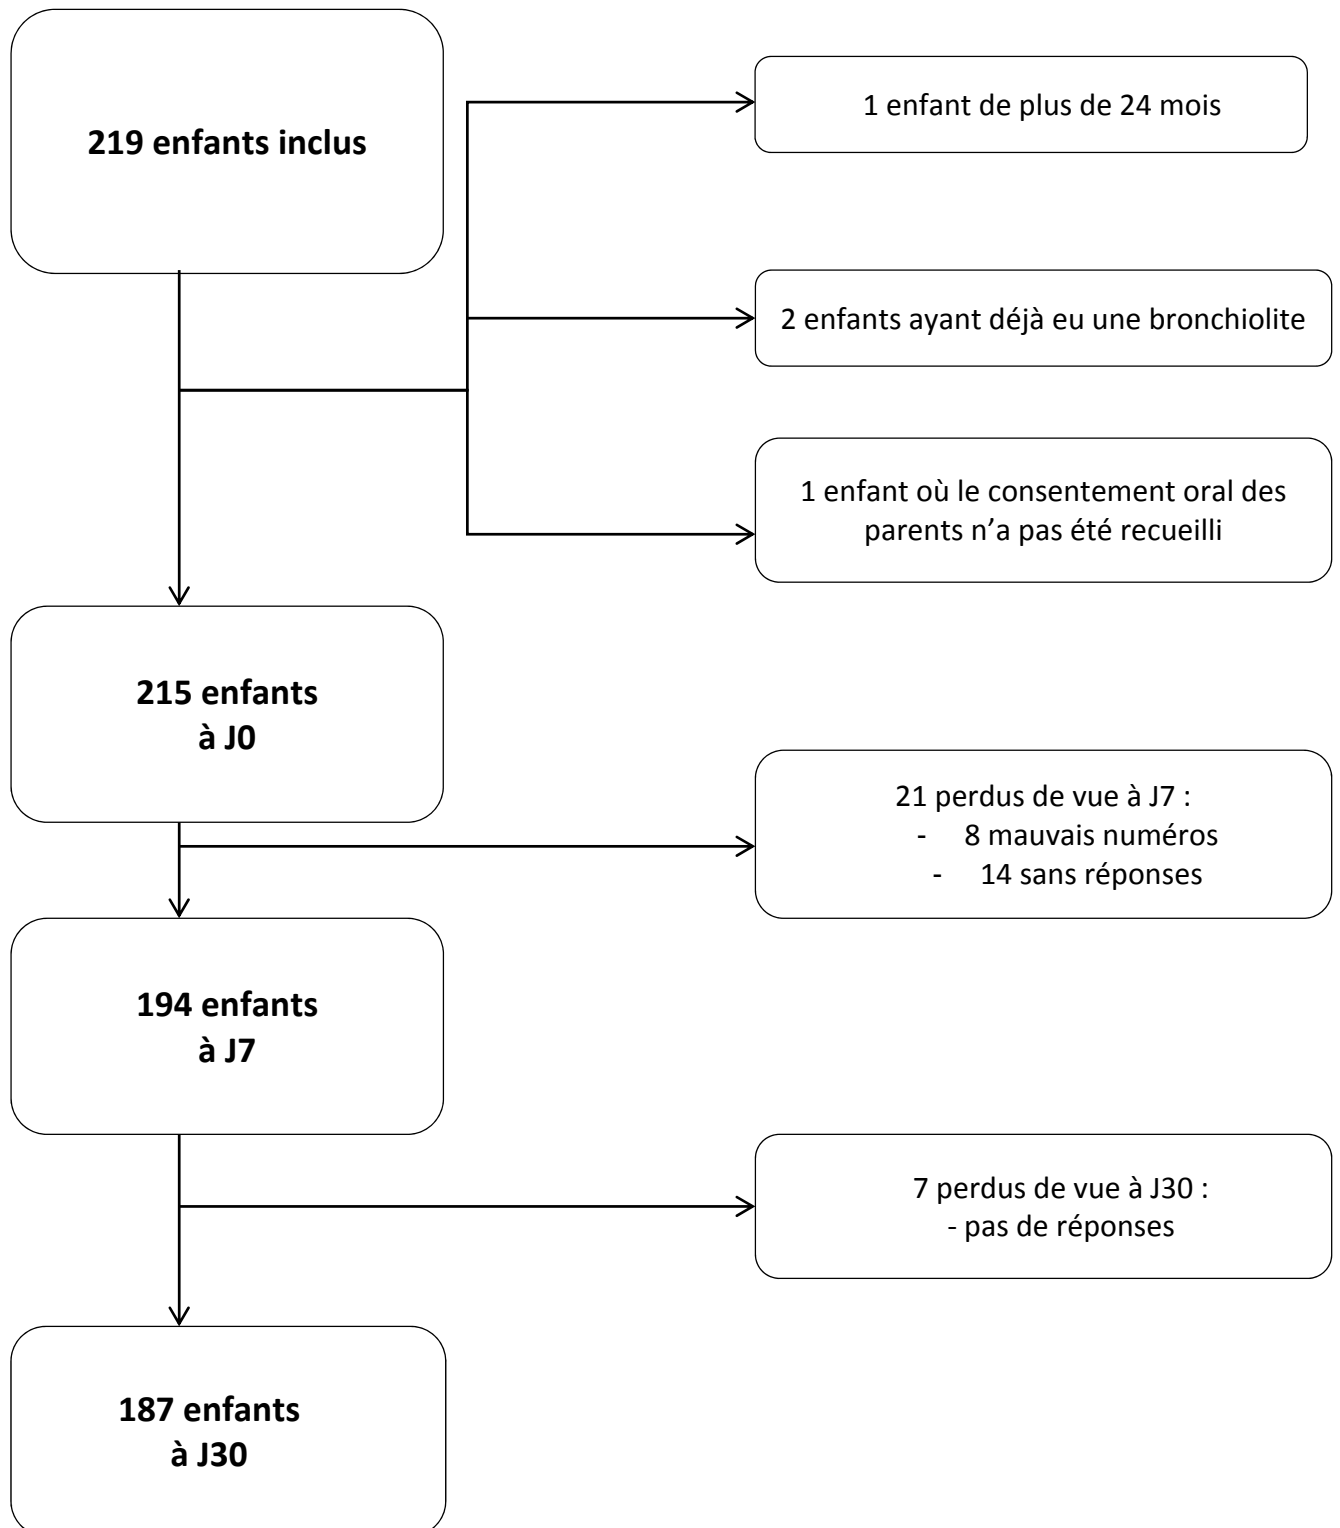 219 enfants inclus
1 enfant de plus de 24 mois
2 enfants ayant déjà eu une bronchiolite
1 enfant où le consentement oral des
parents n’a pas été recueilli
215 enfants
à J0
21 perdus de vue à J7 :
- 8 mauvais numéros
- 14 sans réponses
194 enfants
à J7
7 perdus de vue à J30 :
- pas de réponses
187 enfants
à J30